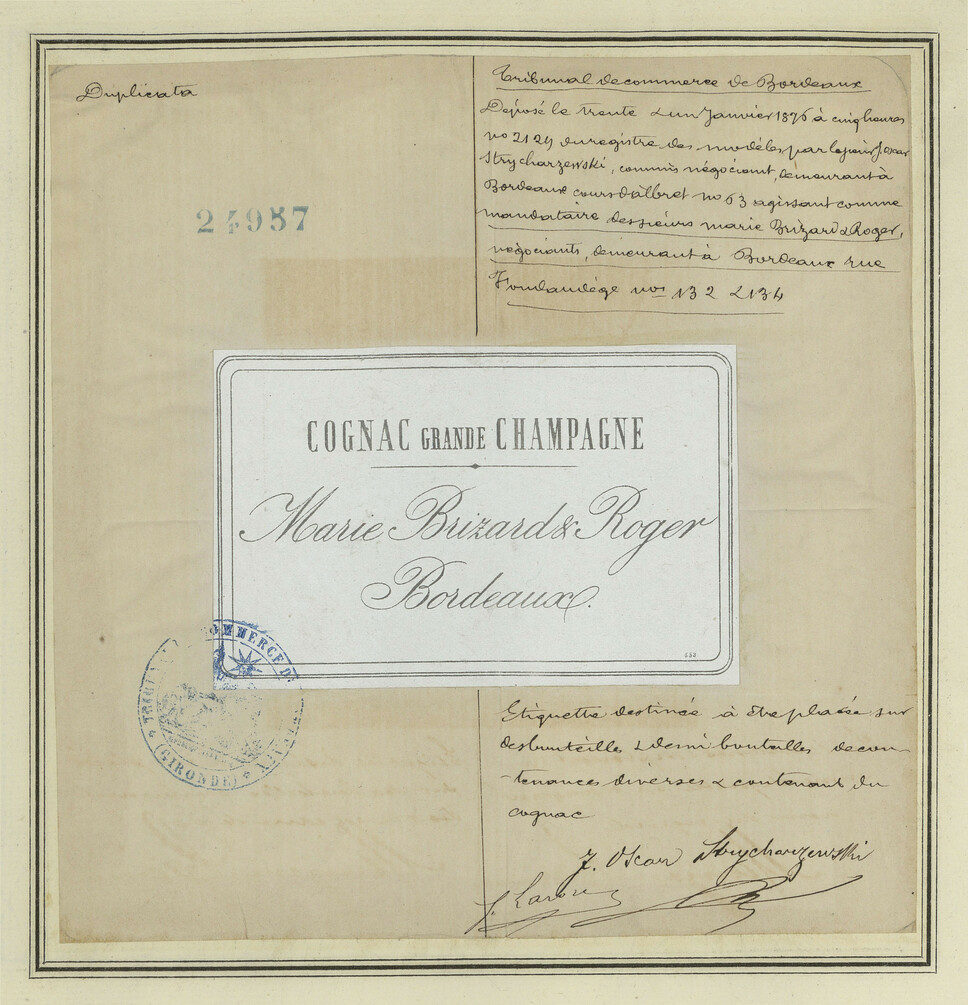 Duplicata
24957
Tribunal de commerce de Bordeaux
Déposé le trente & un Janvier 1876 à cinq heures
no 2124 du registre des modèles par le sieur J. Oscar
Strycharzewski, commis négociant, demeurant à
Bordeaux cours d'albret no 63 agissant comme
mandataire des sieurs Marie Brizard & Roger,
négociants, demeurant à Bordeaux rue
Fondaudége nos 132 & 134
COGNAC GRANDE CHAMPAGNE
Marie Brizard & Roger
Bordeaux.
TRIBUNAL COMMERCE D
(GIRONDE)
Etiquette destinée à être placée sur
des bouteilles & demi bouteilles de con-
-tenances diverses & contenant du
cognac
J. Oscar Strycharzewski